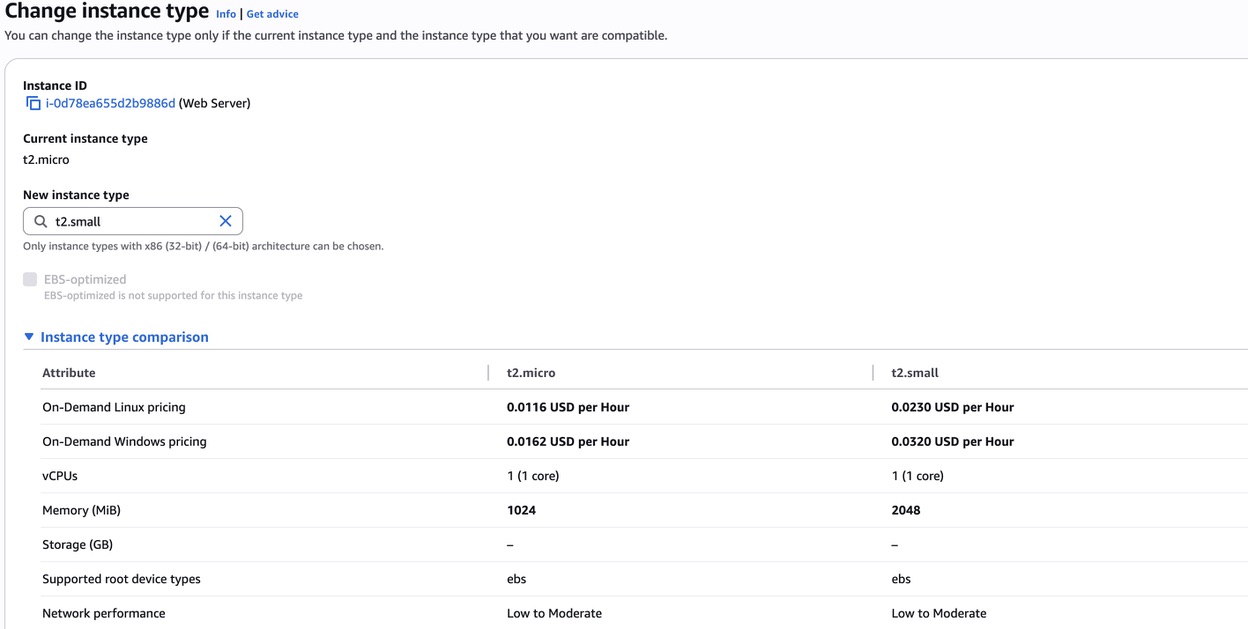 Change instance type Info | Get advice
You can change the instance type only if the current instance type and the instance type that you want are compatible.
Instance ID
i-0d78ea655d2b9886d (Web Server)
Current instance type
t2.micro
New instance type
t2.small
Only instance types with x86 (32-bit) / (64-bit) architecture can be chosen.
EBS-optimized
EBS-optimized is not supported for this instance type
Instance type comparison
Attribute t2.micro t2.small
On-Demand Linux pricing 0.0116 USD per Hour 0.0230 USD per Hour
On-Demand Windows pricing 0.0162 USD per Hour 0.0320 USD per Hour
vCPUs 1 (1 core) 1 (1 core)
Memory (MiB) 1024 2048
Storage (GB) – –
Supported root device types ebs ebs
Network performance Low to Moderate Low to Moderate